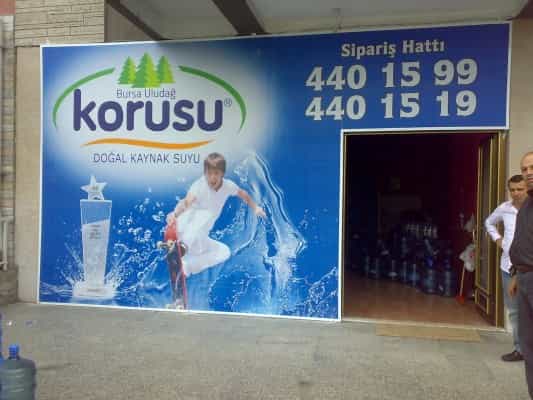 Sipariş Hattı
440 15 99
440 15 19
Bursa Uludağ
korusu®
DOĞAL KAYNAK SUYU